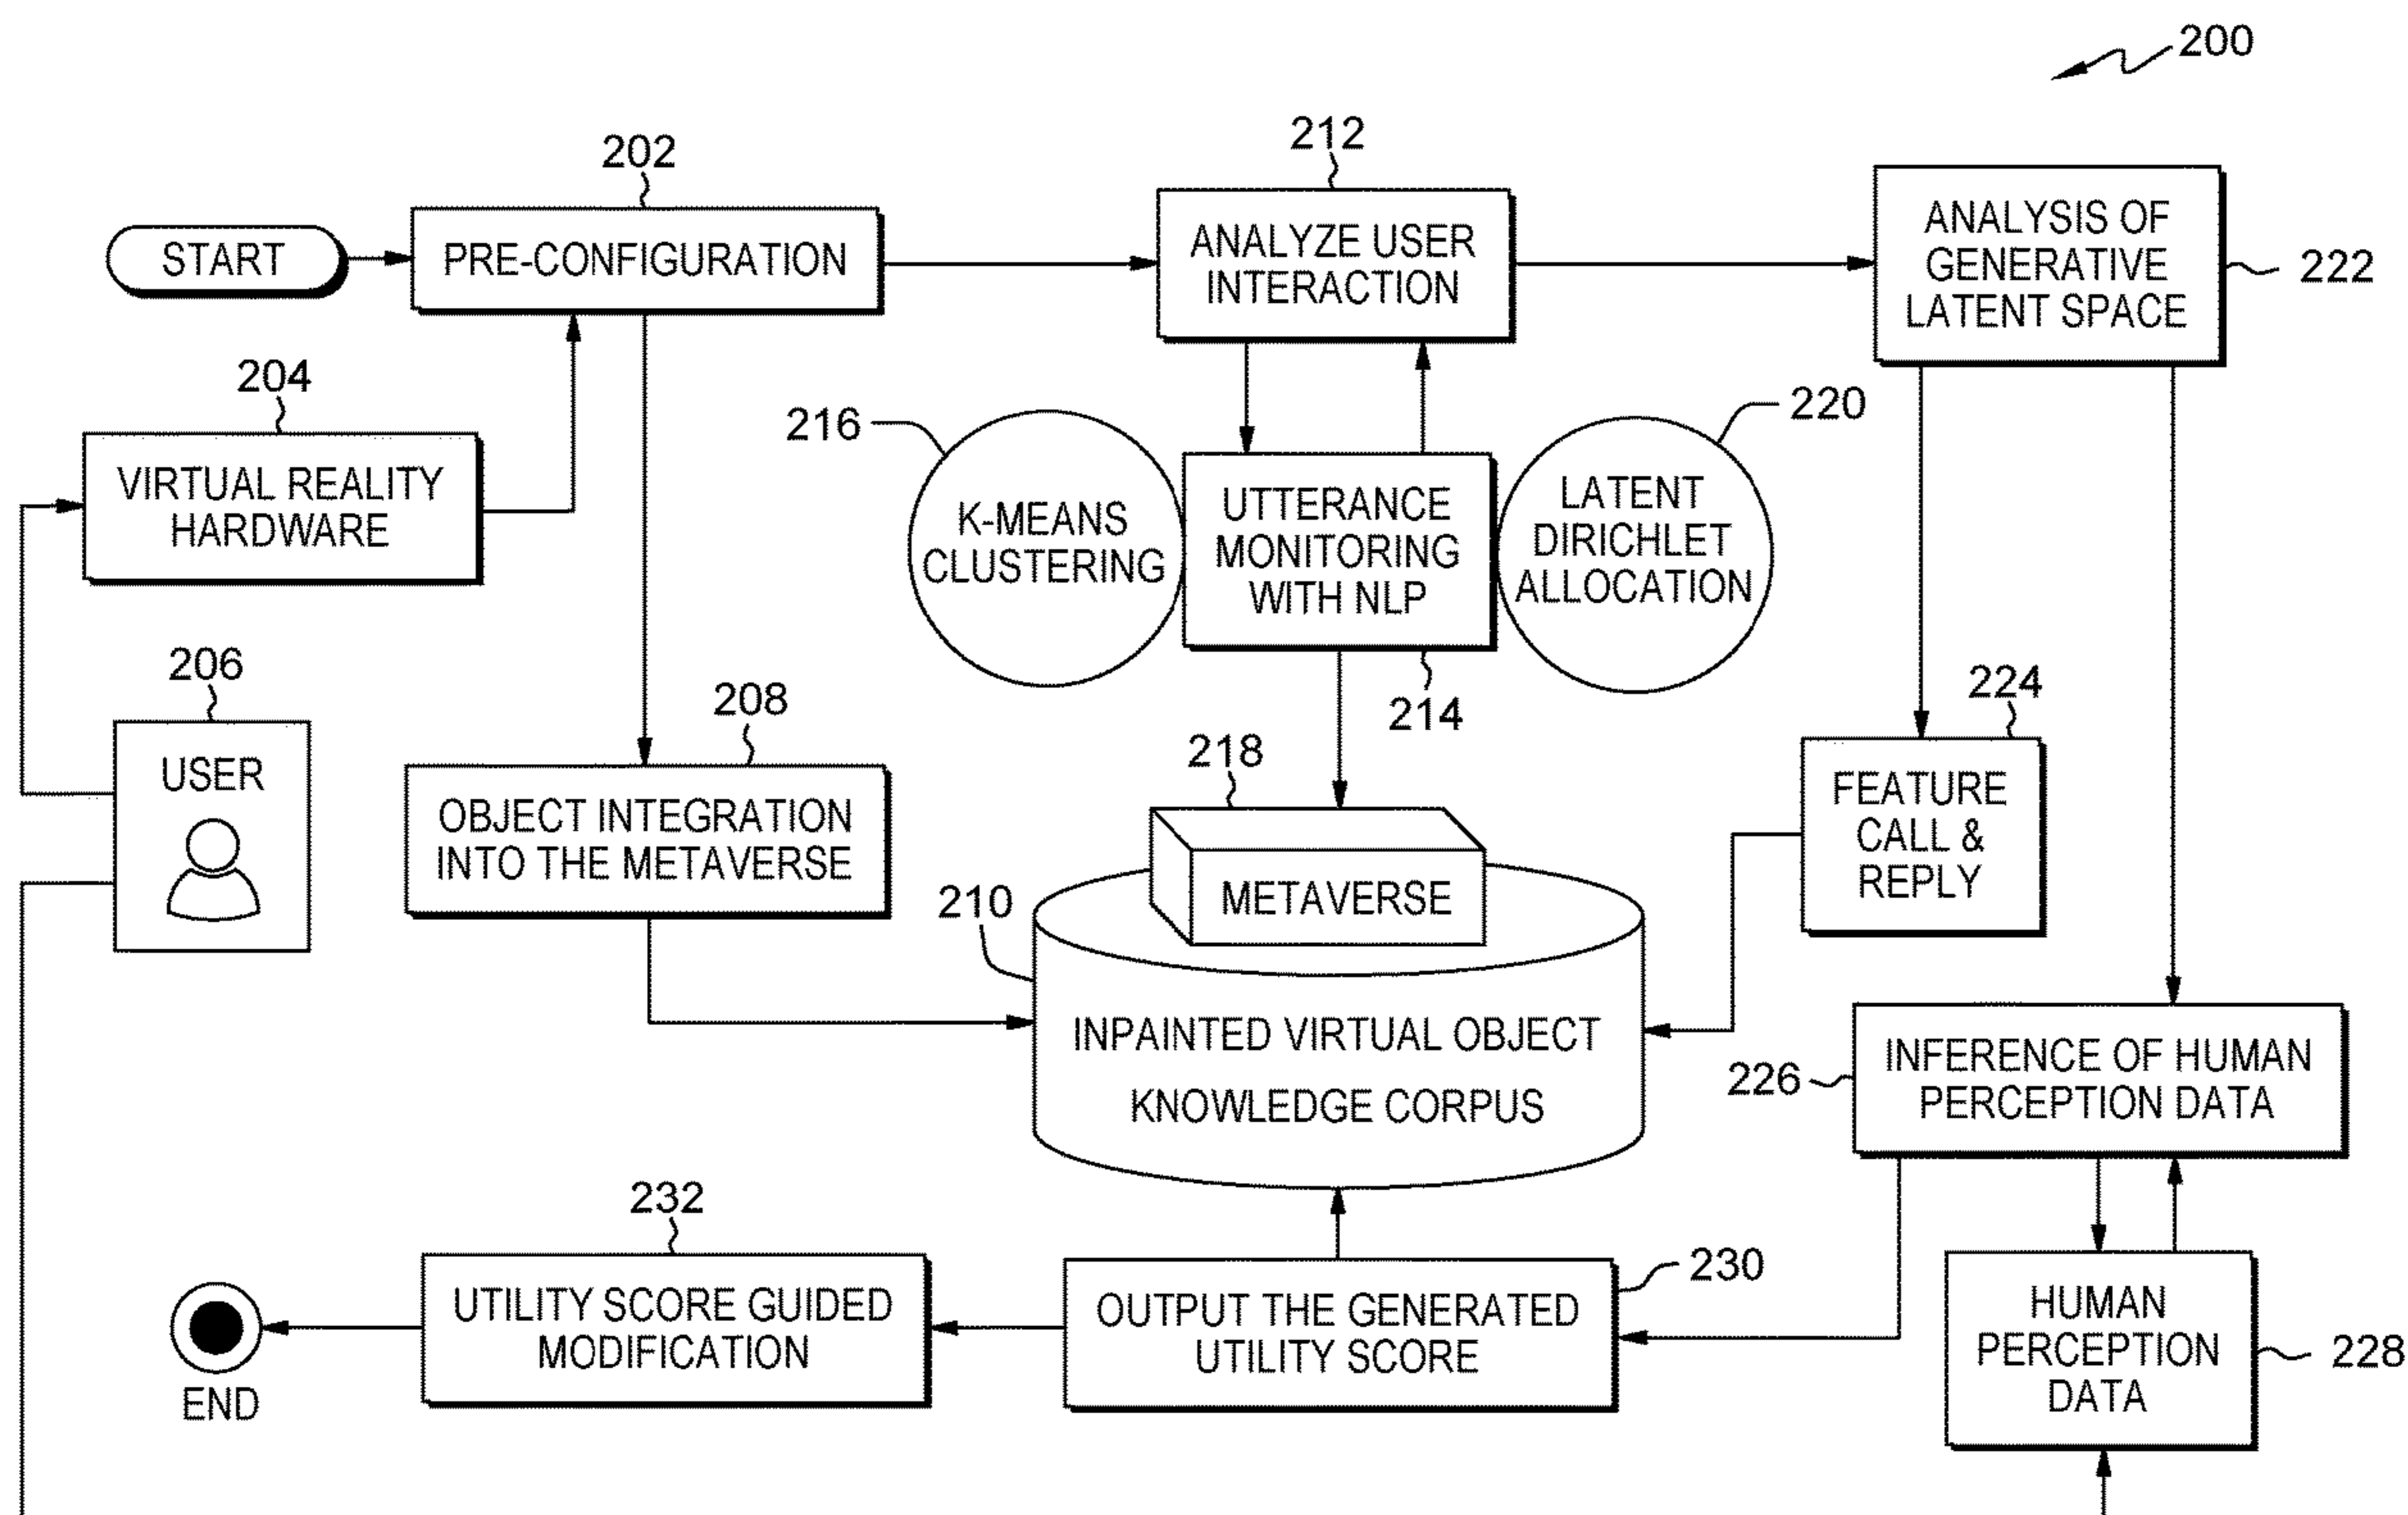 200
202
212
START
PRE-CONFIGURATION
ANALYZE USER
INTERACTION
ANALYSIS OF
GENERATIVE
LATENT SPACE
222
204
VIRTUAL REALITY
HARDWARE
216
K-MEANS
CLUSTERING
UTTERANCE
MONITORING
WITH NLP
214
220
LATENT
DIRICHLET
ALLOCATION
206
USER
208
OBJECT INTEGRATION
INTO THE METAVERSE
218
METAVERSE
210
INPAINTED VIRTUAL OBJECT
KNOWLEDGE CORPUS
224
FEATURE
CALL &
REPLY
226
INFERENCE OF HUMAN
PERCEPTION DATA
232
UTILITY SCORE GUIDED
MODIFICATION
END
230
OUTPUT THE GENERATED
UTILITY SCORE
HUMAN
PERCEPTION
DATA
228